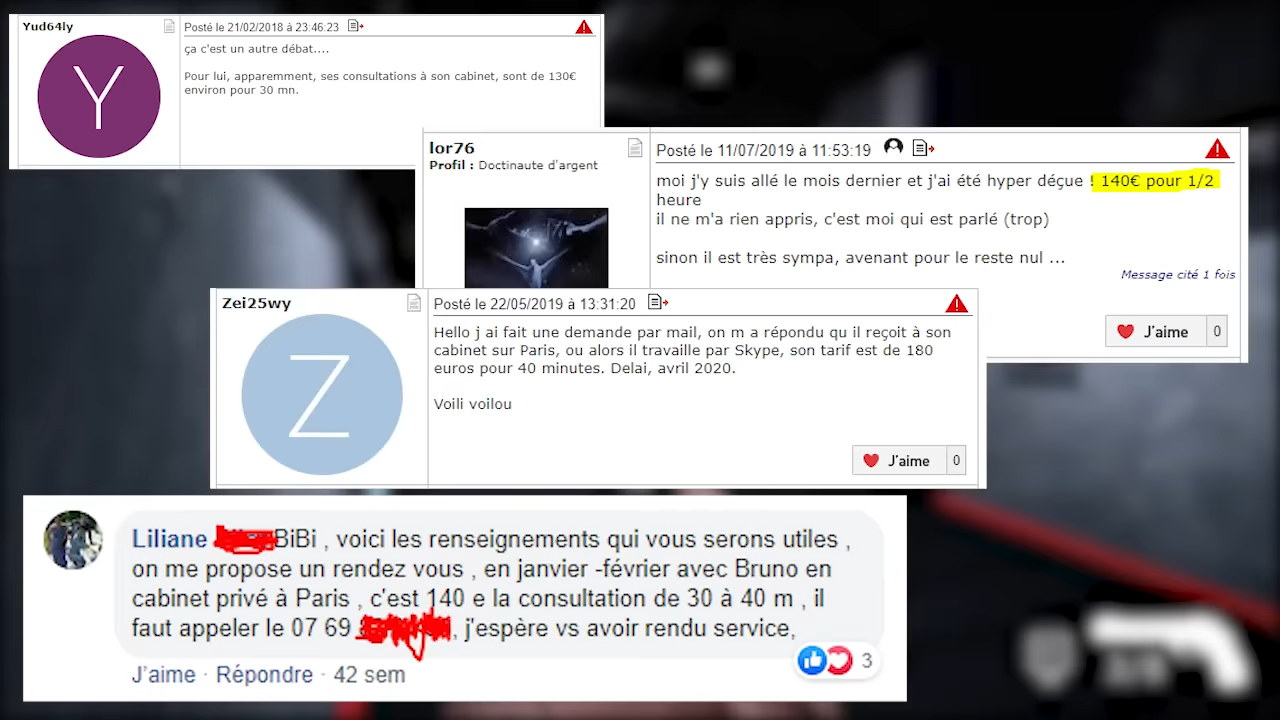 Yud64ly
Posté le 21/02/2018 à 23:46:23
ça c'est un autre débat....
Pour lui, apparemment, ses consultations à son cabinet, sont de 130€
environ pour 30 mn.
Y
lor76
Profil : Doctinaute d'argent
Posté le 11/07/2019 à 11:53:19
moi j'y suis allé le mois dernier et j'ai été hyper déçue ! 140€ pour 1/2
heure
il ne m'a rien appris, c'est moi qui est parlé (trop)
sinon il est très sympa, avenant pour le reste nul ...
Message cité 1 fois
J'aime 0
Zei25wy
Posté le 22/05/2019 à 13:31:20
Z
Hello j ai fait une demande par mail, on m a répondu qu il reçoit à son
cabinet sur Paris, ou alors il travaille par Skype, son tarif est de 180
euros pour 40 minutes. Delai, avril 2020.
Voili voilou
J'aime 0
Liliane BiBi , voici les renseignements qui vous serons utiles ,
on me propose un rendez vous , en janvier -février avec Bruno en
cabinet privé à Paris , c'est 140 e la consultation de 30 à 40 m , il
faut appeler le 07 69 , j'espère vs avoir rendu service,
J'aime · Répondre · 42 sem
3